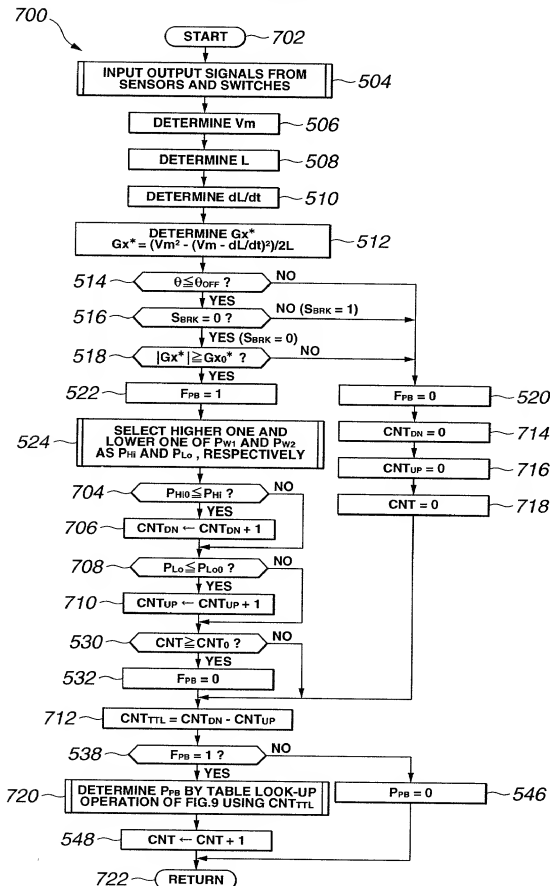 700
START 702
INPUT OUTPUT SIGNALS FROM
SENSORS AND SWITCHES 504
DETERMINE Vm 506
DETERMINE L 508
DETERMINE dL/dt 510
DETERMINE Gx*
Gx* = (Vm² - (Vm - dL/dt)²)/2L 512
514 θ≦θOFF ? NO
YES
516 SBRK = 0 ? NO (SBRK = 1)
YES (SBRK = 0)
518 |Gx*| ≧ Gx0* ? NO
YES
522 FPB = 1
FPB = 0 520
524 SELECT HIGHER ONE AND
LOWER ONE OF PW1 AND PW2
AS PHi AND PLo , RESPECTIVELY
CNTDN = 0 714
CNTUP = 0 716
CNT = 0 718
704 PHi0 ≦ PHi ? NO
YES
706 CNTDN ← CNTDN + 1
708 PLo ≦ PLo0 ? NO
YES
710 CNTUP ← CNTUP + 1
530 CNT ≧ CNT0 ? NO
YES
532 FPB = 0
712 CNTTTL = CNTDN - CNTUP
538 FPB = 1 ? NO
YES
720 DETERMINE PPB BY TABLE LOOK-UP
OPERATION OF FIG.9 USING CNTTTL
PPB = 0 546
548 CNT ← CNT + 1
722 RETURN